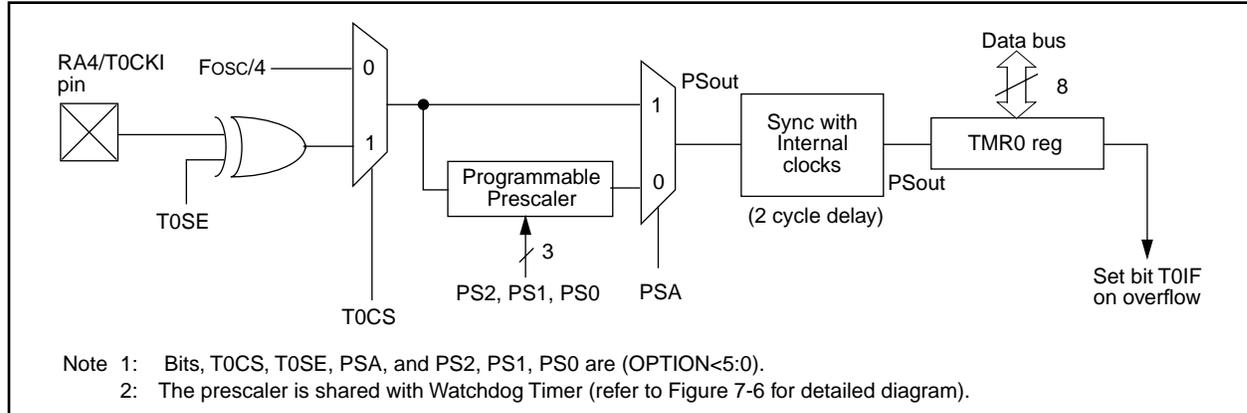 RA4/T0CKI
pin
FOSC/4
0
1
T0SE
T0CS
Programmable
Prescaler
3
PS2, PS1, PS0
1
0
PSA
PSout
Sync with
Internal
clocks
(2 cycle delay)
PSout
Data bus
8
TMR0 reg
Set bit T0IF
on overflow
Note 1: Bits, T0CS, T0SE, PSA, and PS2, PS1, PS0 are (OPTION<5:0).
2: The prescaler is shared with Watchdog Timer (refer to Figure 7-6 for detailed diagram).